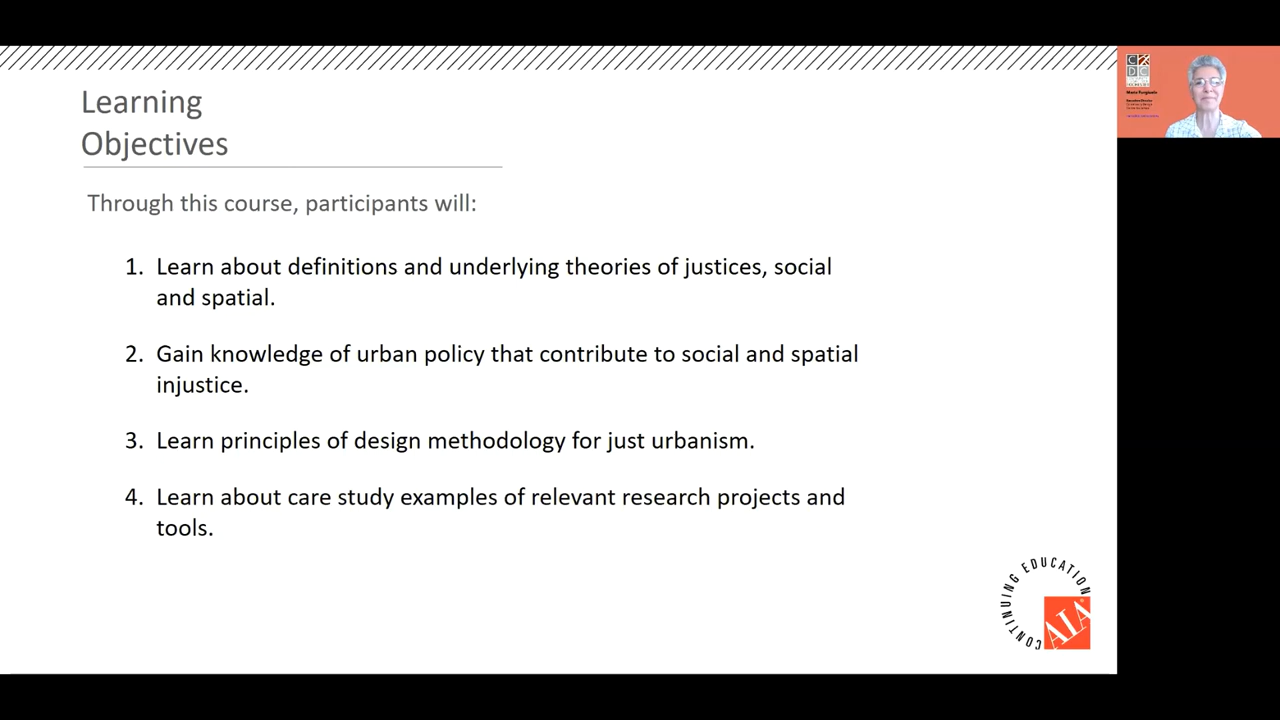 Learning
Objectives
Through this course, participants will:
1. Learn about definitions and underlying theories of justices, social
and spatial.
2. Gain knowledge of urban policy that contribute to social and spatial
injustice.
3. Learn principles of design methodology for just urbanism.
4. Learn about care study examples of relevant research projects and
tools.
CONTINUING EDUCATION
AIA